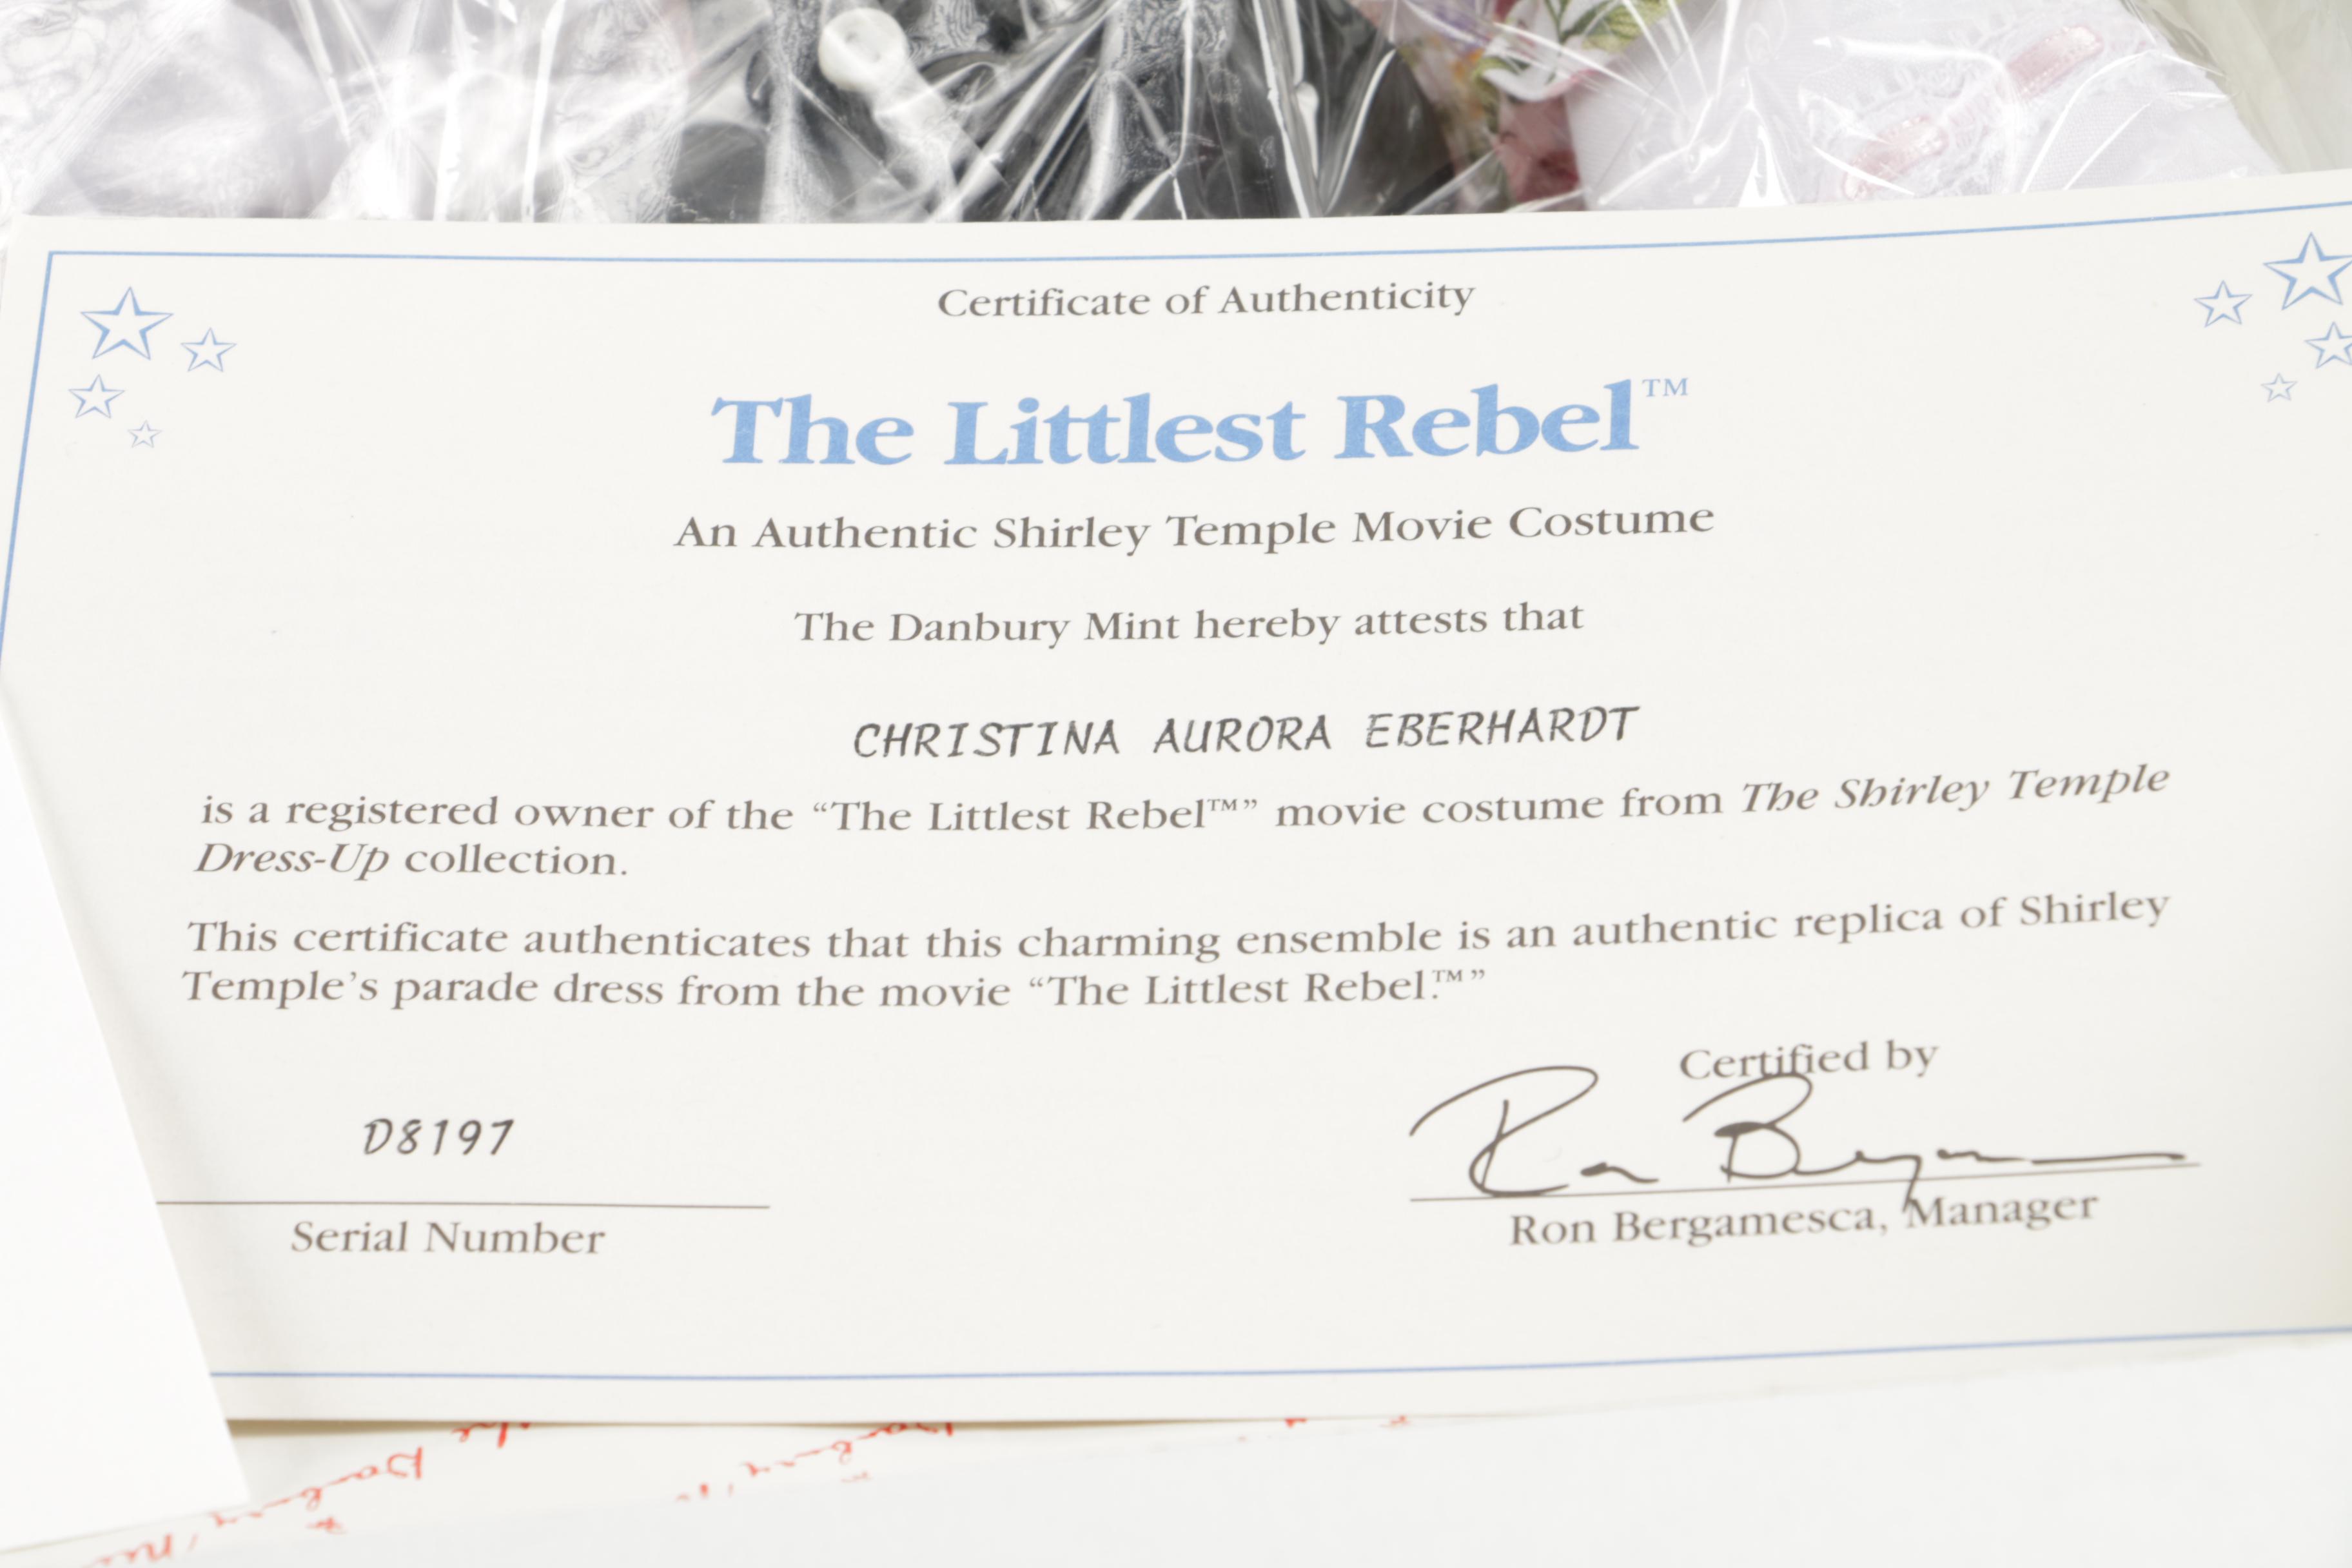 Certificate of Authenticity
The Littlest Rebel™
An Authentic Shirley Temple Movie Costume
The Danbury Mint hereby attests that
CHRISTINA AURORA EBERHARDT
is a registered owner of the “The Littlest Rebel™” movie costume from The Shirley Temple
Dress-Up collection.
This certificate authenticates that this charming ensemble is an authentic replica of Shirley
Temple’s parade dress from the movie “The Littlest Rebel.™”
Certified by
D8197
Serial Number
Ron Bergamesca, Manager